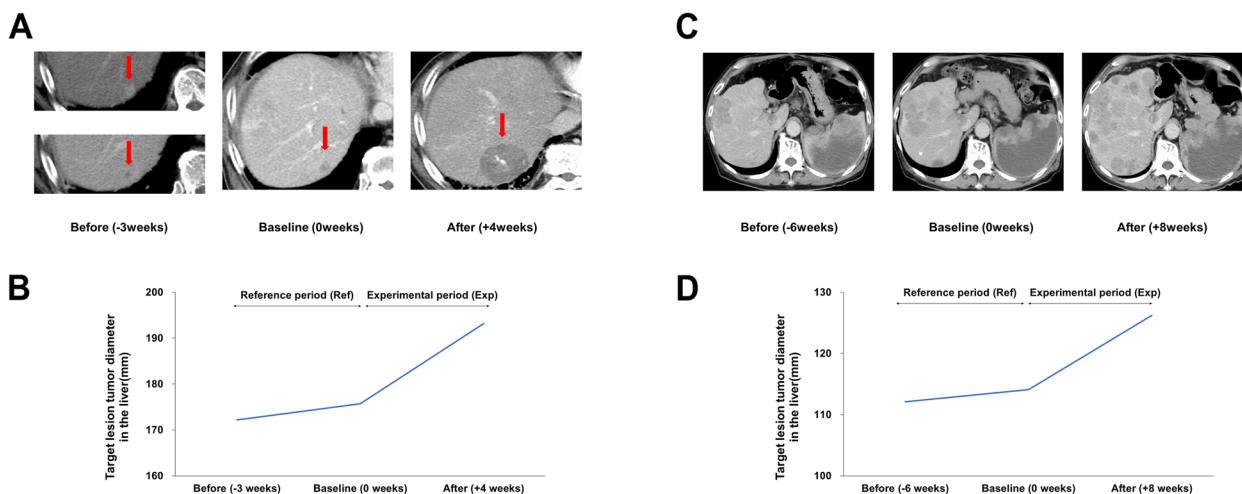 A
Before (-3weeks)
Baseline (0weeks)
After (+4weeks)
B
Target lesion tumor diameter
in the liver(mm)
200
190
180
170
160
Reference period (Ref)
Experimental period (Exp)
Before (-3 weeks)
Baseline (0 weeks)
After (+4 weeks)
C
Before (-6weeks)
Baseline (0weeks)
After (+8weeks)
D
Target lesion tumor diameter
in the liver(mm)
130
120
110
100
Reference period (Ref)
Experimental period (Exp)
Before (-6 weeks)
Baseline (0 weeks)
After (+8 weeks)